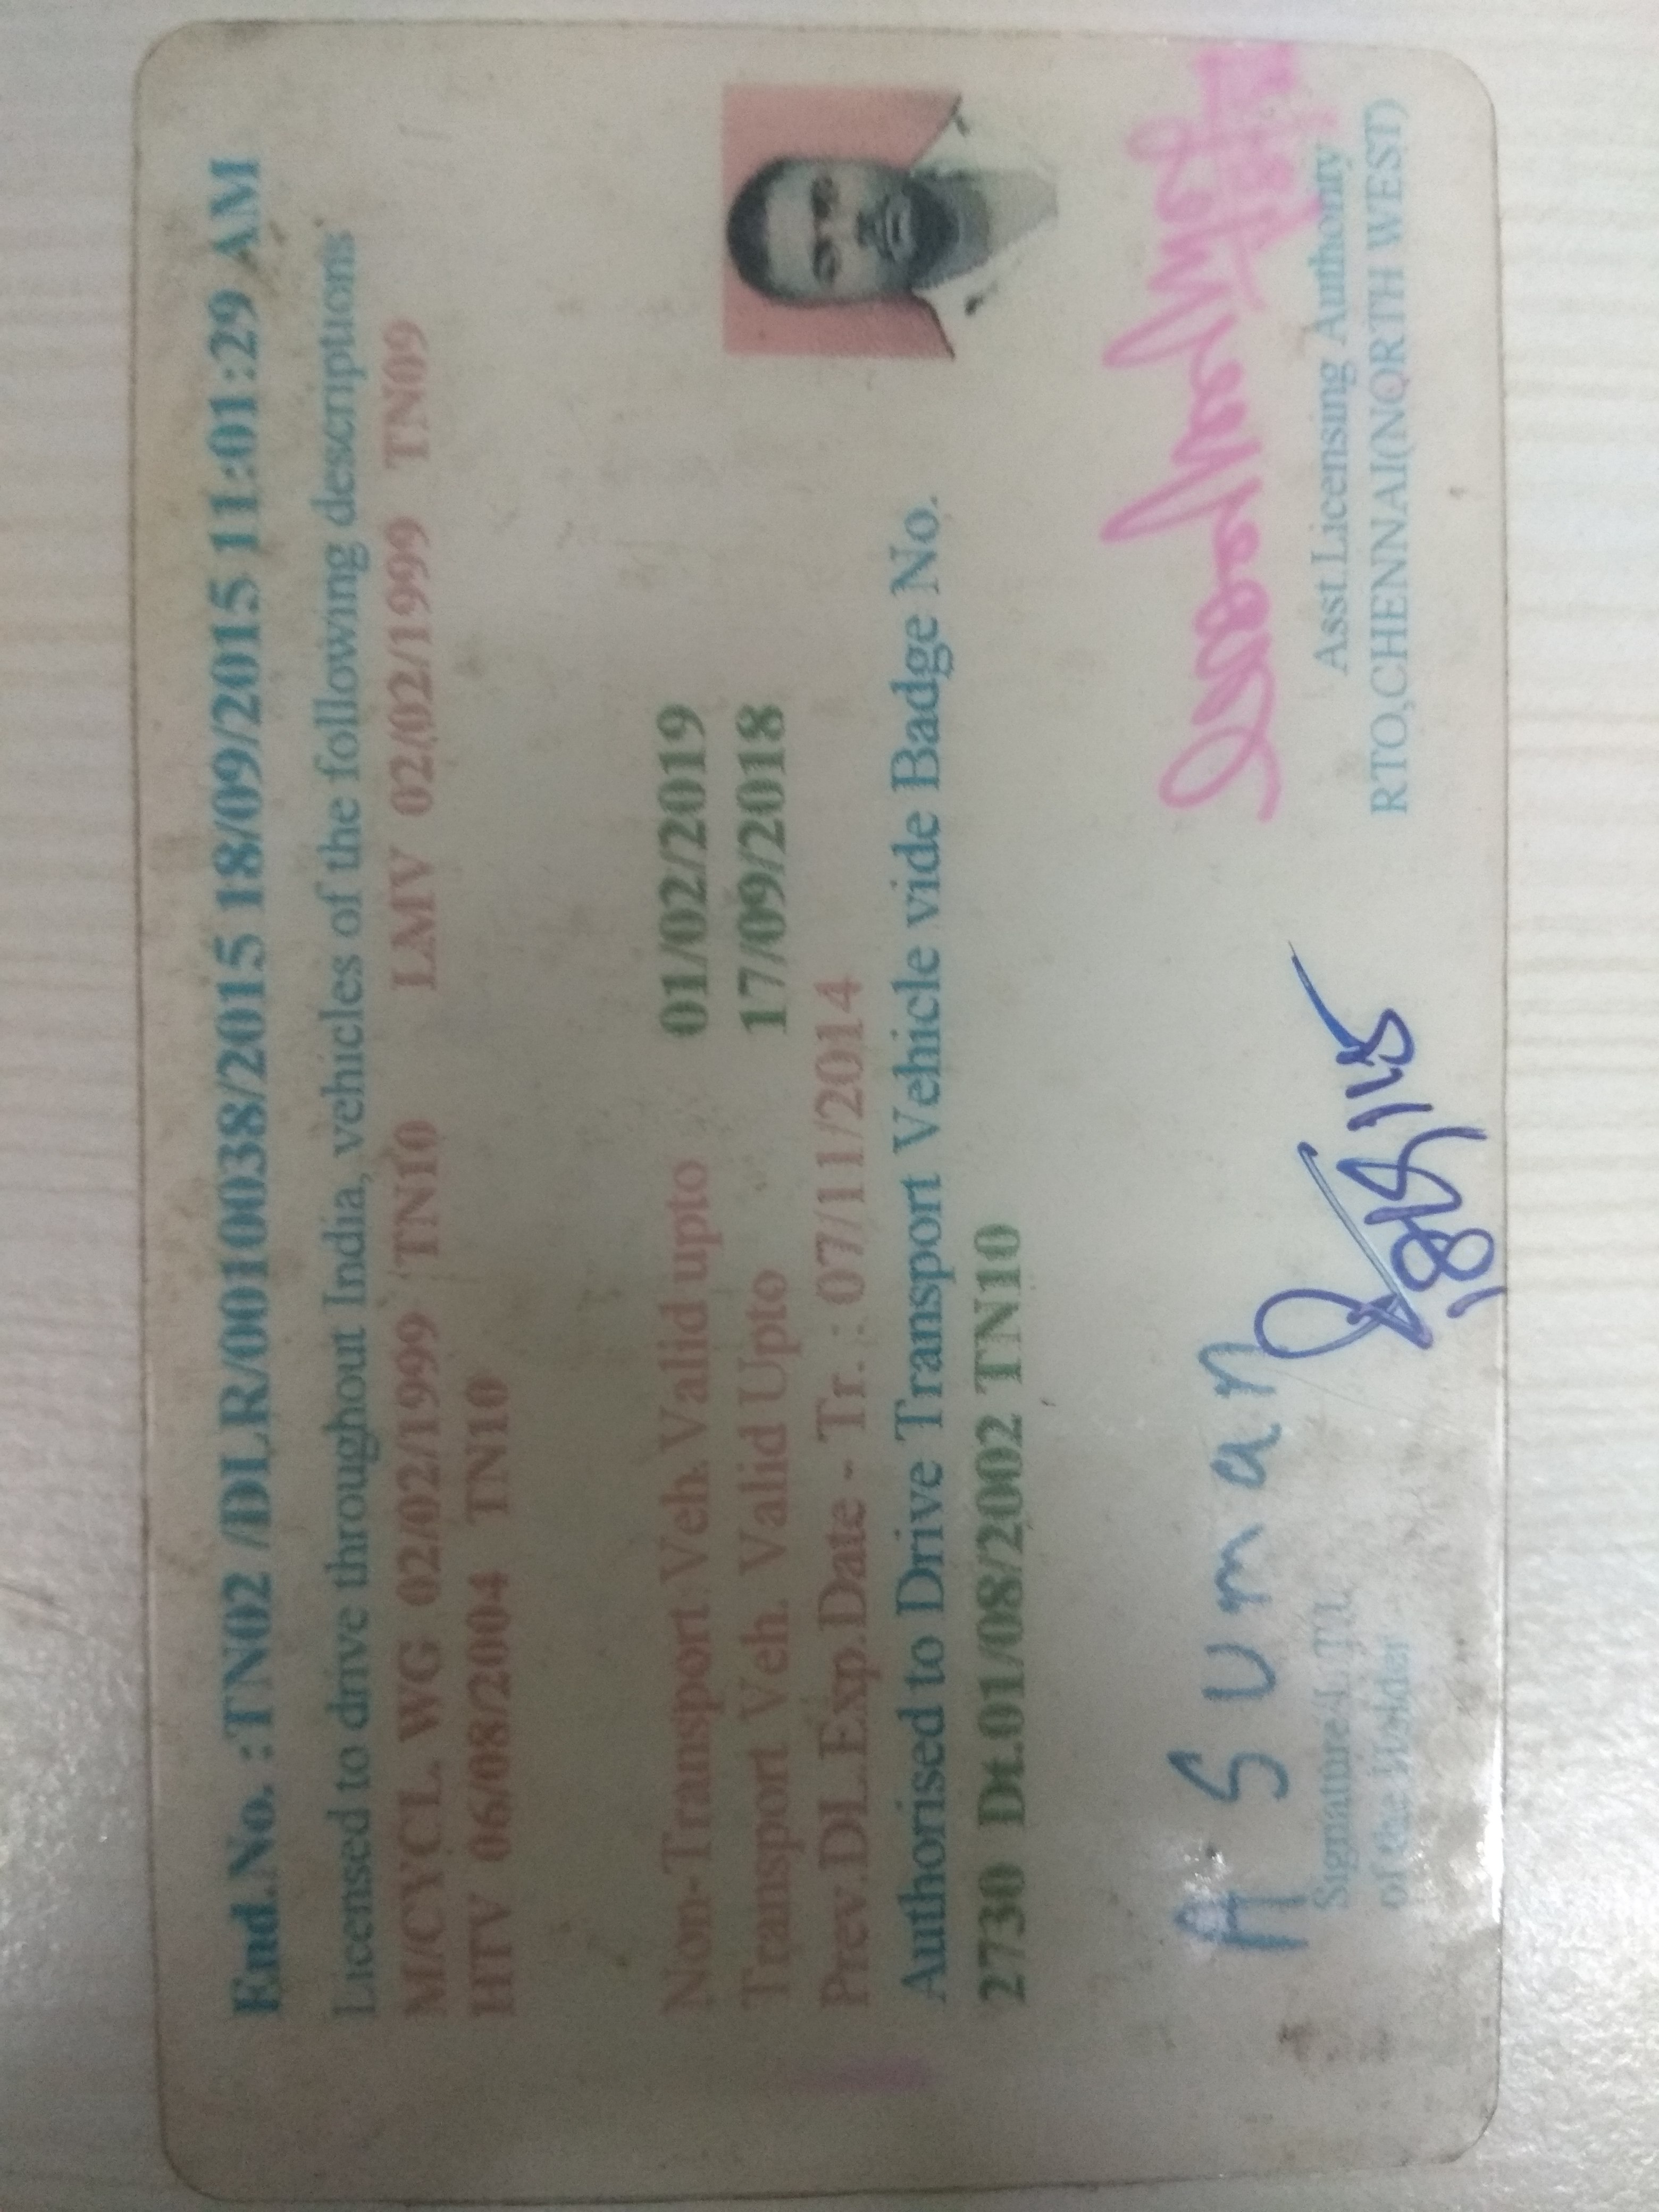 End.No. :TN02 /DLR/0010038/2015 18/09/2015 11:01:29 AM
Licensed to drive throughout India, vehicles of the following descriptions
M/CYCL. WG 02/02/1999 TN10 LMV 02/02/1999 TN09
HTV 06/08/2004 TN10
Non-Transport Veh. Valid upto 01/02/2019
Transport Veh. Valid Upto 17/09/2018
Prev.DL.Exp.Date - Tr. : 07/11/2014
Authorised to Drive Transport Vehicle vide Badge No.
2730 Dt.01/08/2002 TN10
A. Suman
Signature/L.T.I.
of the Holder
Asst.Licensing Authority
RTO,CHENNAI(NORTH WEST)